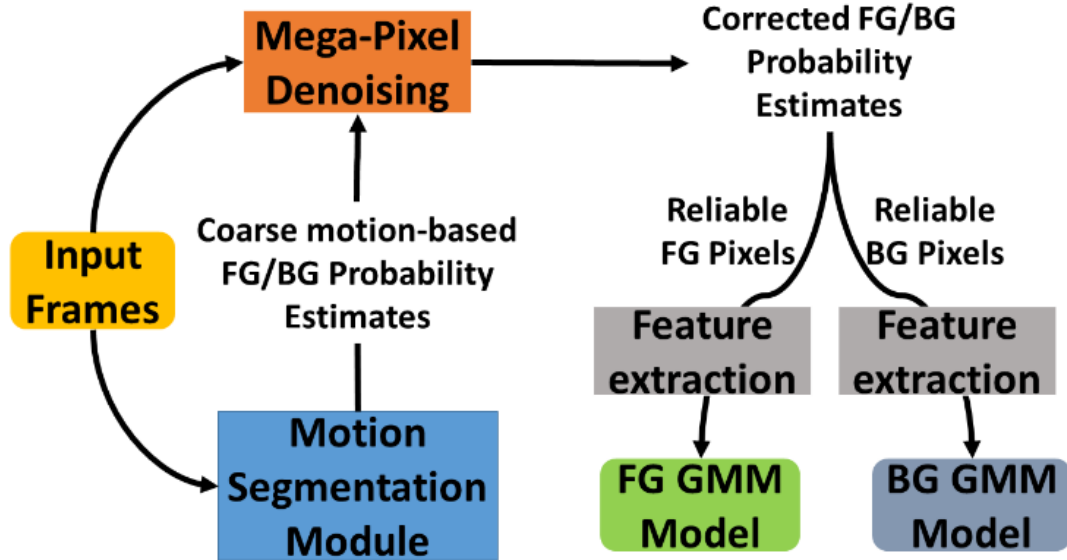 Mega-Pixel
Denoising
Corrected FG/BG
Probability
Estimates
Input
Frames
Coarse motion-based
FG/BG Probability
Estimates
Reliable
FG Pixels
Reliable
BG Pixels
Feature
extraction
Feature
extraction
Motion
Segmentation
Module
FG GMM
Model
BG GMM
Model